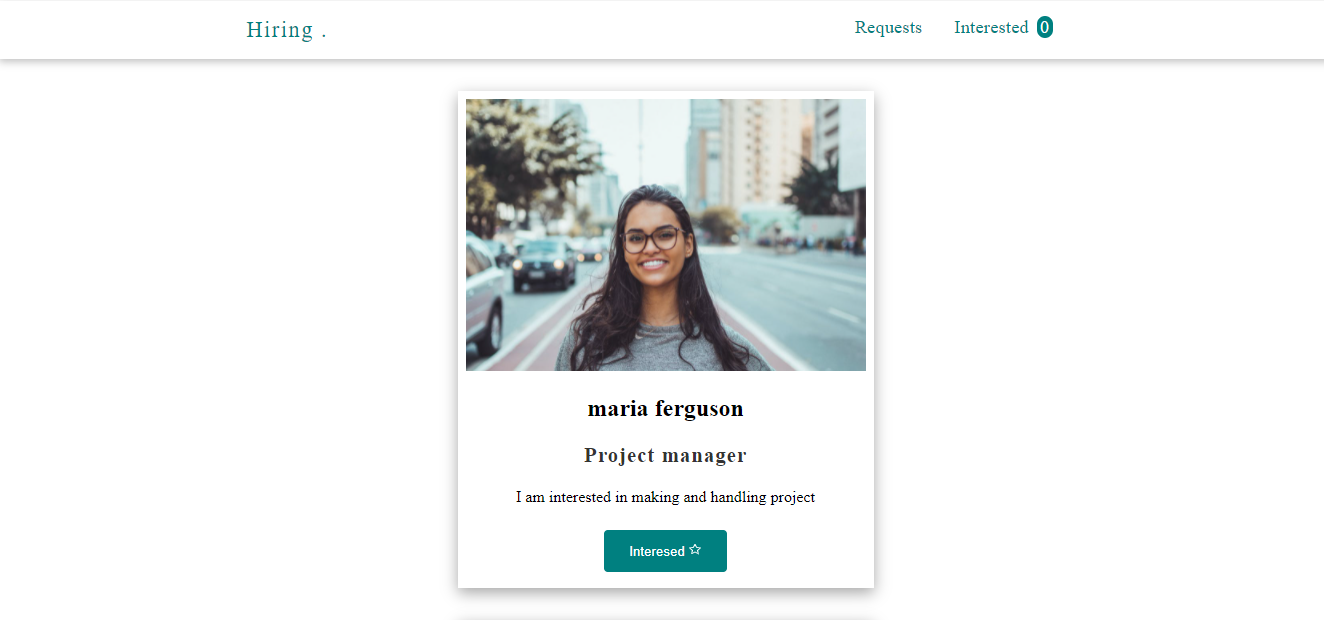 Hiring .
Requests
Interested 0
maria ferguson
Project manager
I am interested in making and handling project
Interesed ☆